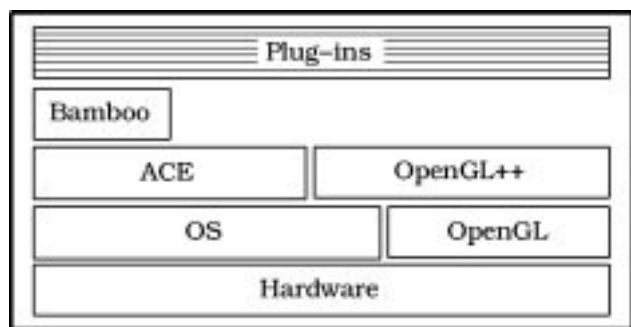 Plug-ins
Bamboo
ACE
OpenGL++
OS
OpenGL
Hardware